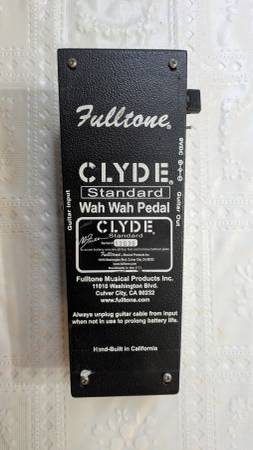 Fulltone®
CLYDE®
Standard
Wah Wah Pedal
9VDC
Guitar Input
Guitar Out
CLYDE®
Standard
Fulltone Musical Products Inc.
11018 Washington Blvd.
Culver City, CA 90232
www.fulltone.com
Always unplug guitar cable from input
when not in use to prolong battery life.
Hand-Built in California